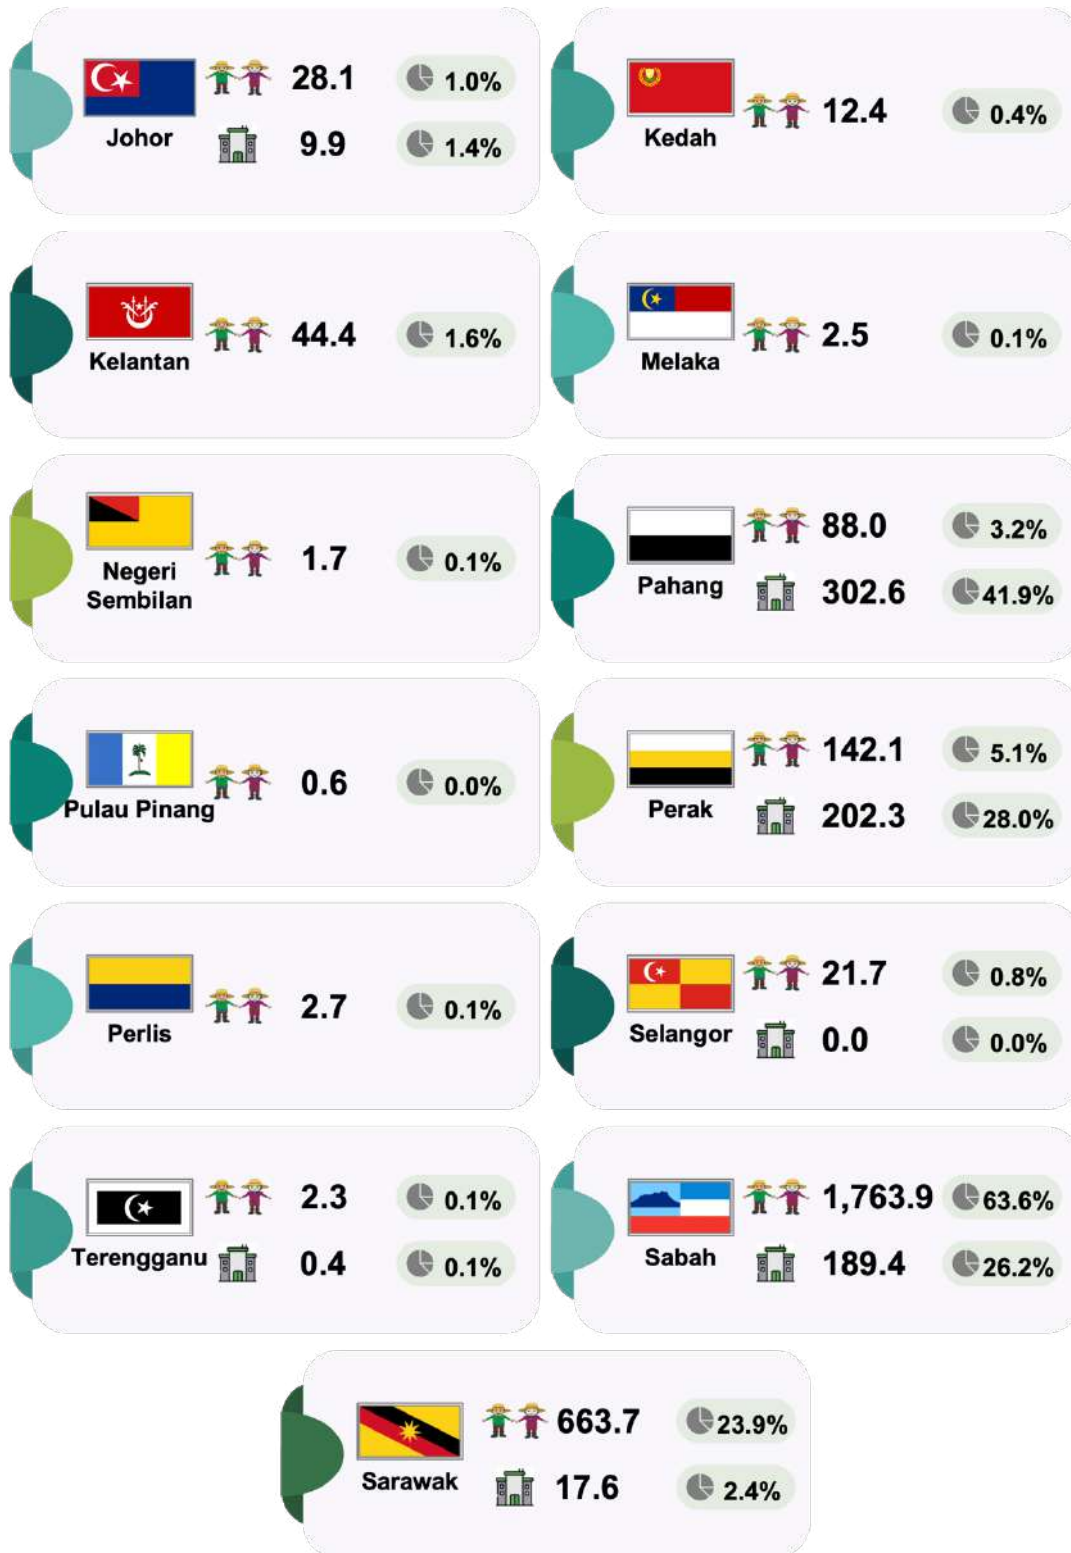 28.1
1.0%
Johor
9.9
1.4%
12.4
0.4%
Kedah
44.4
1.6%
Kelantan
2.5
0.1%
Melaka
1.7
0.1%
Negeri
Sembilan
88.0
3.2%
Pahang
302.6
41.9%
0.6
0.0%
Pulau Pinang
142.1
5.1%
Perak
202.3
28.0%
2.7
0.1%
Perlis
21.7
0.8%
Selangor
0.0
0.0%
2.3
0.1%
Terengganu
0.4
0.1%
1,763.9
63.6%
Sabah
189.4
26.2%
663.7
23.9%
Sarawak
17.6
2.4%